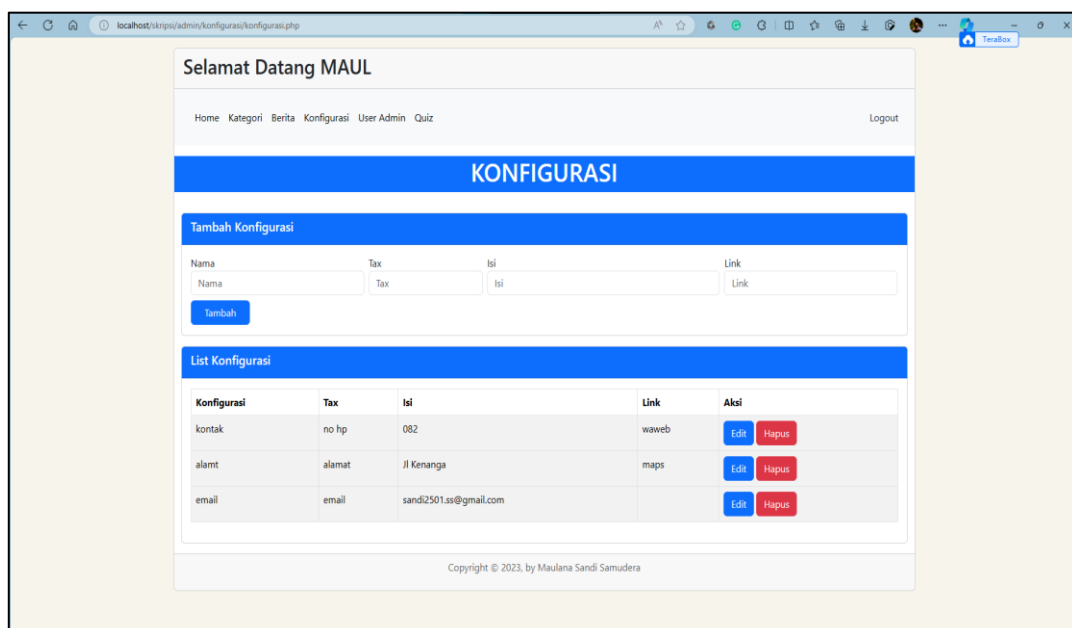 localhost/skripsi/admin/konfigurasi/konfigurasi.php
TeraBox
Selamat Datang MAUL
Home Kategori Berita Konfigurasi User Admin Quiz Logout
KONFIGURASI
Tambah Konfigurasi
Nama Tax Isi Link
Nama Tax Isi Link
Tambah
List Konfigurasi
Konfigurasi Tax Isi Link Aksi
kontak no hp 082 waweb Edit Hapus
alamt alamat Jl Kenanga maps Edit Hapus
email email sandi2501.ss@gmail.com Edit Hapus
Copyright © 2023, by Maulana Sandi Samudera